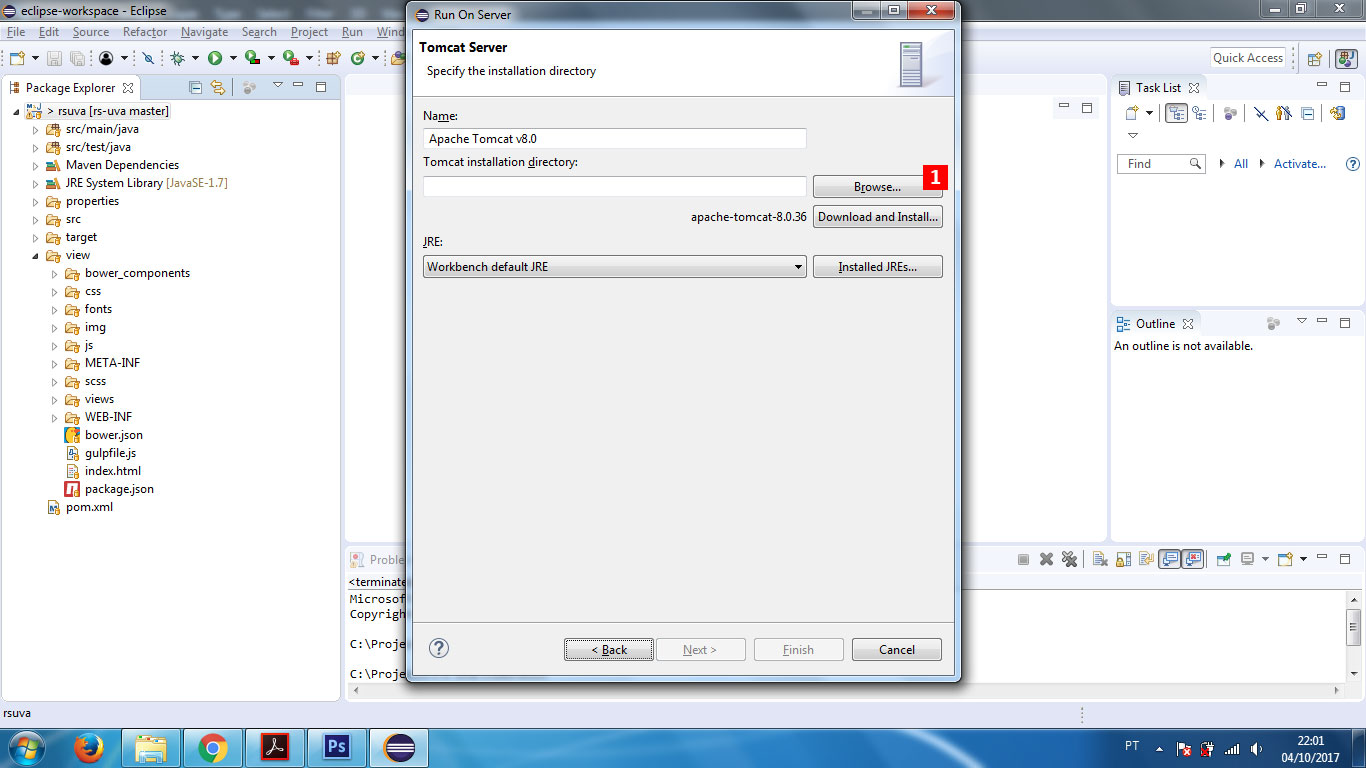 eclipse-workspace - Eclipse
File Edit Source Refactor Navigate Search Project Run
Quick Access
Package Explorer
> rsuva [rs-uva master]
src/main/java
src/test/java
Maven Dependencies
JRE System Library [JavaSE-1.7]
properties
src
target
view
bower_components
css
fonts
img
js
META-INF
scss
views
WEB-INF
bower.json
gulpfile.js
index.html
package.json
pom.xml
Run On Server
Tomcat Server
Specify the installation directory
Name:
Apache Tomcat v8.0
Tomcat installation directory:
Browse...
1
apache-tomcat-8.0.36
Download and Install...
JRE:
Workbench default JRE
Installed JREs...
< Back
Next >
Finish
Cancel
Task List
Find
All
Activate...
Outline
An outline is not available.
Proble
<terminate
Microsof
Copyrigh
C:\Proje
C:\Proje
rsuva
PT
22:01
04/10/2017